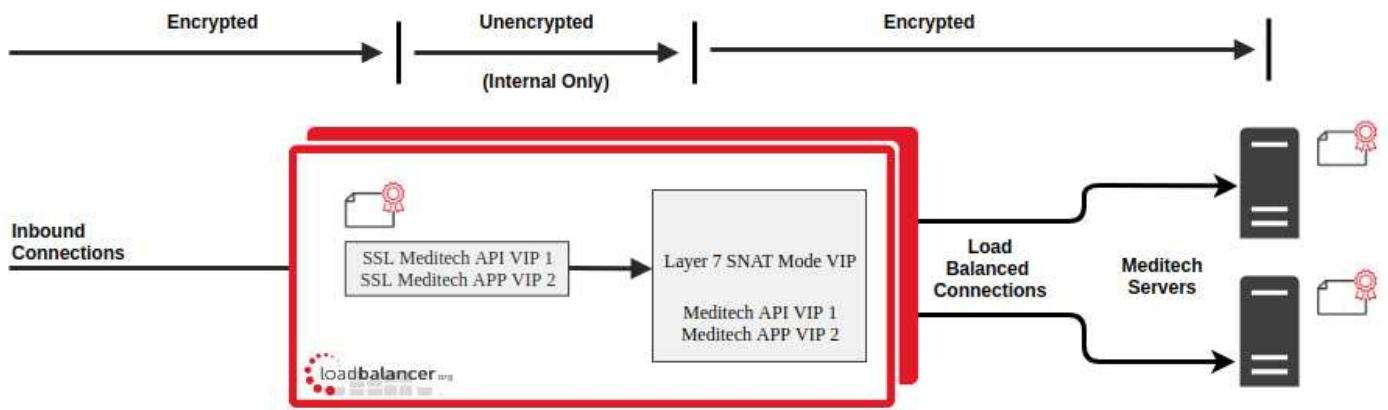 Encrypted
Unencrypted
Encrypted
(Internal Only)
Inbound
Connections
SSL Meditech API VIP 1
SSL Meditech APP VIP 2
Layer 7 SNAT Mode VIP
Meditech API VIP 1
Meditech APP VIP 2
Load
Balanced
Connections
Meditech
Servers
loadbalancer.org